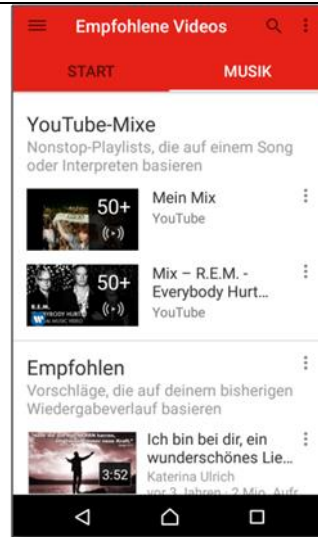 Empfohlene Videos
START MUSIK
YouTube-Mixe
Nonstop-Playlists, die auf einem Song
oder Interpreten basieren
50+
Mein Mix
YouTube
50+
R.E.M.
Mix – R.E.M. -
Everybody Hurt...
YouTube
Empfohlen
Vorschläge, die auf deinem bisherigen
Wiedergabeverlauf basieren
3:52
Ich bin bei dir, ein
wunderschönes Lie...
Katerina Ulrich
vor 3 Jahren · 2 Mio. Aufr